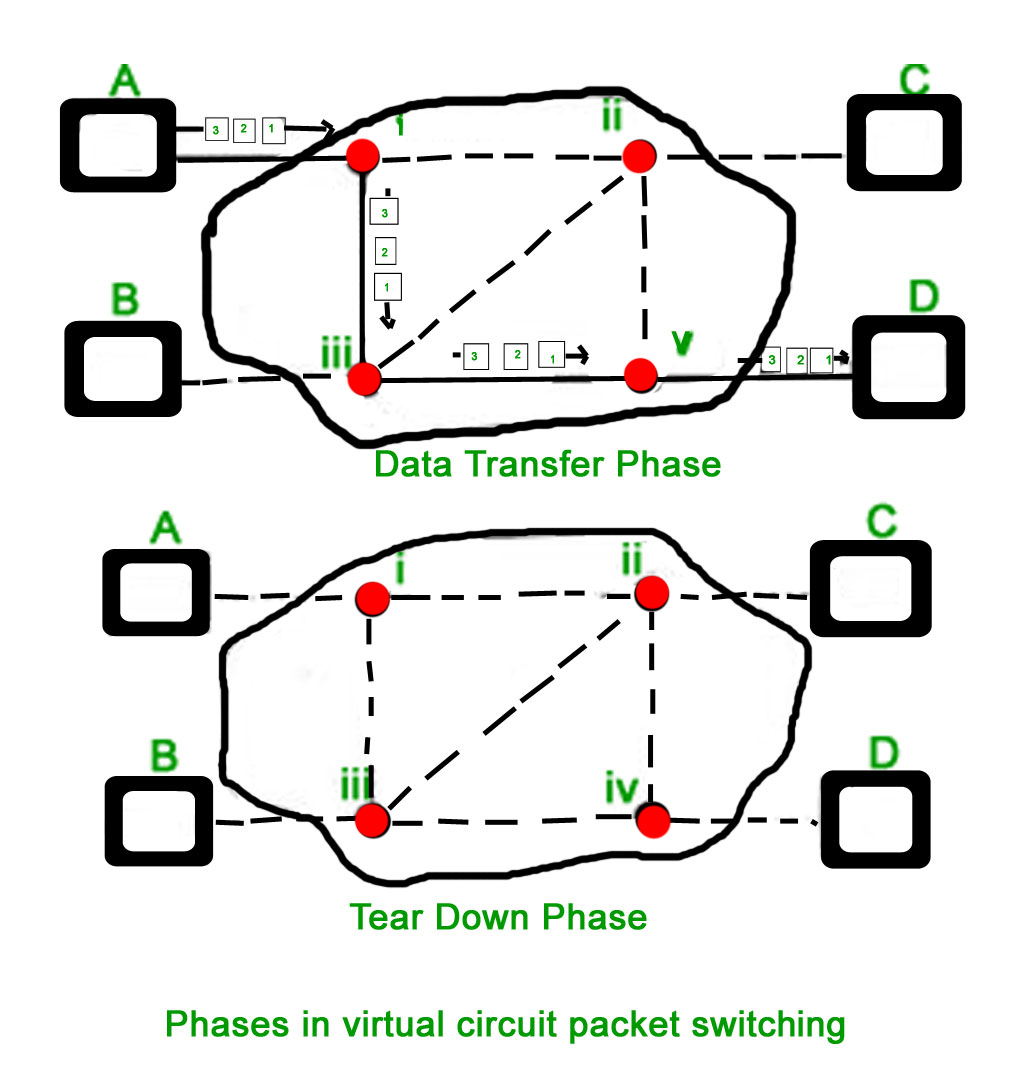 A
C
i
ii
3 2 1
3
2
1
B
D
iii
v
3 2 1
3 2 1
Data Transfer Phase
A
C
i
ii
B
D
iii
iv
Tear Down Phase
Phases in virtual circuit packet switching